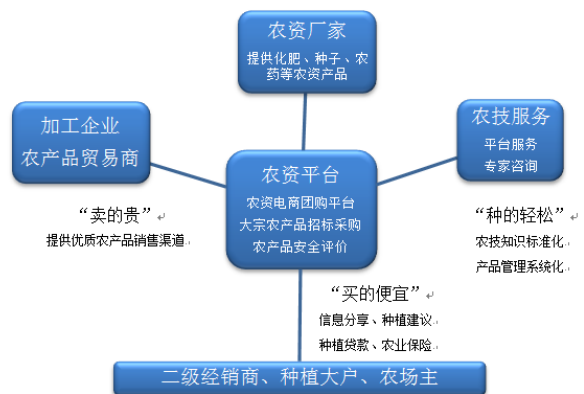 农资厂家
提供化肥、种子、农
药等农资产品
加工企业
农产品贸易商
农技服务
平台服务
专家咨询
农资平台
农资电商团购平台
大宗农产品招标采购
农产品安全评价
“卖的贵”
提供优质农产品销售渠道
“种的轻松”
农技知识标准化
产品管理系统化
“买的便宜”
信息分享、种植建议
种植贷款、农业保险
二级经销商、种植大户、农场主